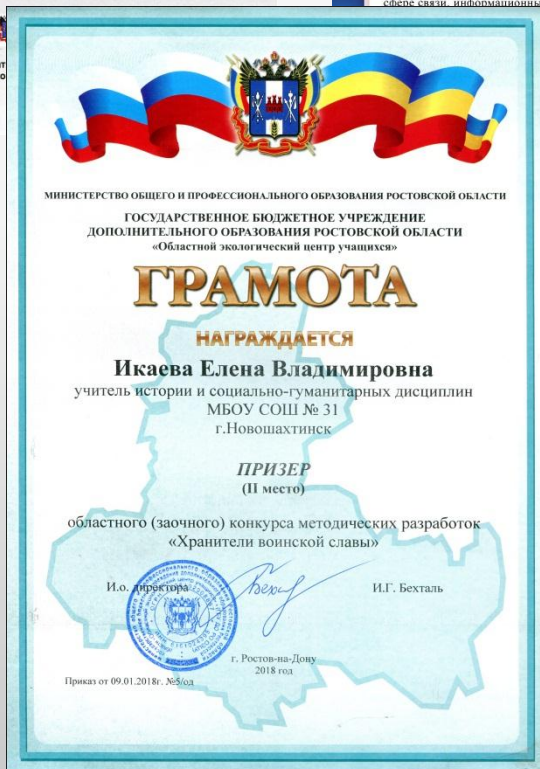 сфере связи, информационны
МИНИСТЕРСТВО ОБЩЕГО И ПРОФЕССИОНАЛЬНОГО ОБРАЗОВАНИЯ РОСТОВСКОЙ ОБЛАСТИ
ГОСУДАРСТВЕННОЕ БЮДЖЕТНОЕ УЧРЕЖДЕНИЕ
ДОПОЛНИТЕЛЬНОГО ОБРАЗОВАНИЯ РОСТОВСКОЙ ОБЛАСТИ
«Областной экологический центр учащихся»
ГРАМОТА
НАГРАЖДАЕТСЯ
Икаева Елена Владимировна
учитель истории и социально-гуманитарных дисциплин
МБОУ СОШ № 31
г.Новошахтинск
ПРИЗЕР
(II место)
областного (заочного) конкурса методических разработок
«Хранители воинской славы»
И.о. директора
И.Г. Бехталь
г. Ростов-на-Дону
2018 год
Приказ от 09.01.2018г. №5/од